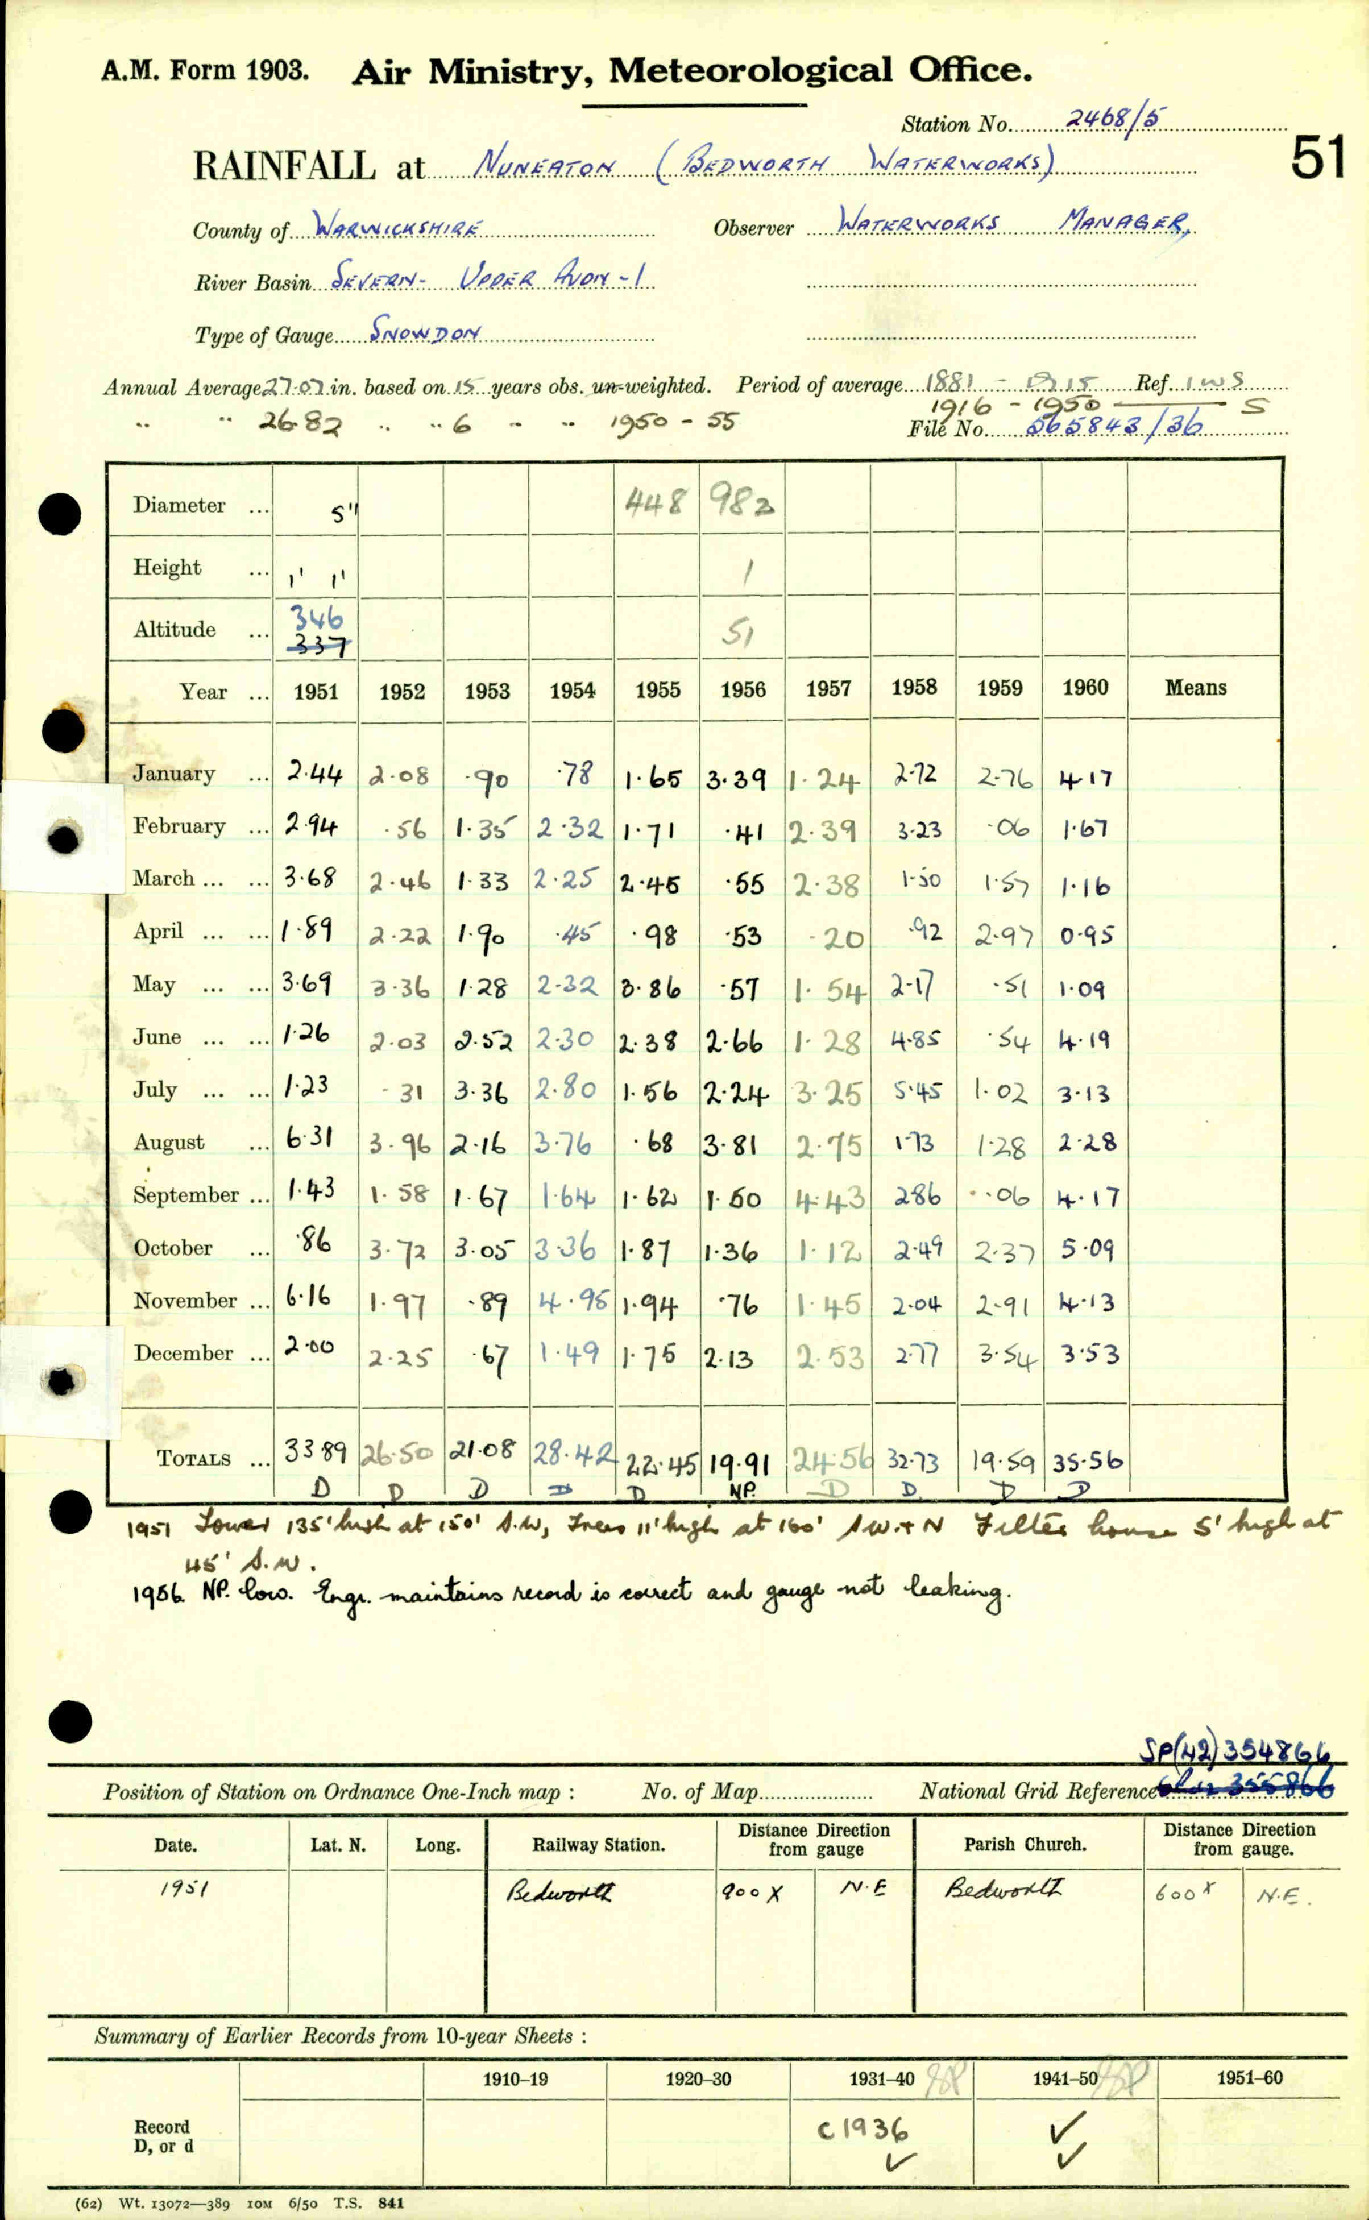 A.M. Form 1903. Air Ministry, Meteorological Office.
Station No. 2468/5
51
RAINFALL at NUNEATON (BEDWORTH WATERWORKS)
County of WARWICKSHIRE Observer WATERWORKS MANAGER,
River Basin SEVERN - UPPER AVON - 1
Type of Gauge SNOWDON
Annual Average 27.07 in. based on 15 years obs. un-weighted. Period of average 1881 - 1915 Ref
1916 - 1950 S
" " 26.82 " " 6 " " 1950 - 55 File No. 565843/36
Diameter ... 5" 448 982
Height ... 1' 1' 1
Altitude ... 346 51
337
Year ... 1951 1952 1953 1954 1955 1956 1957 1958 1959 1960 Means
January ... 2.44 2.08 .90 .78 1.65 3.39 1.24 2.72 2.76 4.17
February ... 2.94 .56 1.35 2.32 1.71 .41 2.39 3.23 .06 1.67
March ... ... 3.68 2.46 1.33 2.25 2.45 .55 2.38 1.50 1.57 1.16
April ... ... 1.89 2.22 1.90 .45 .98 .53 .20 .92 2.97 0.95
May ... ... 3.69 3.36 1.28 2.32 3.86 .57 1.54 2.17 .51 1.09
June ... ... 1.26 2.03 2.52 2.30 2.38 2.66 1.28 4.85 .54 4.19
July ... ... 1.23 .31 3.36 2.80 1.56 2.24 3.25 5.45 1.02 3.13
August ... 6.31 3.96 2.16 3.76 .68 3.81 2.75 1.73 1.28 2.28
September ... 1.43 1.58 1.67 1.64 1.62 1.50 4.43 2.86 .06 4.17
October ... .86 3.72 3.05 3.36 1.87 1.36 1.12 2.49 2.37 5.09
November ... 6.16 1.97 .89 4.95 1.94 .76 1.45 2.04 2.91 4.13
December ... 2.00 2.25 .67 1.49 1.75 2.13 2.53 2.77 3.54 3.53
TOTALS ... 33.89 26.50 21.08 28.42 22.45 19.91 24.56 32.73 19.59 35.56
D D D D D NP. D D. D D
1951 Tower 135' high at 150' S.W, Trees 11' high at 160' SW. + N Filter house 5' high at
45' S.W.
1956 NP. low. Engr. maintains record is correct and gauge not leaking.
SP(42)354866
Position of Station on Ordnance One-Inch map : No. of Map National Grid Reference 355866
Date. Lat. N. Long. Railway Station. Distance from gauge Direction Parish Church. Distance from gauge. Direction
1951 Bedworth 900 x N.E Bedworth 600 x N.E.
Summary of Earlier Records from 10-year Sheets :
1910–19 1920–30 1931–40 1941–50 1951–60
Record c1936 ✓
D, or d ✓ ✓
(62) Wt. 13072—389 10M 6/50 T.S. 841